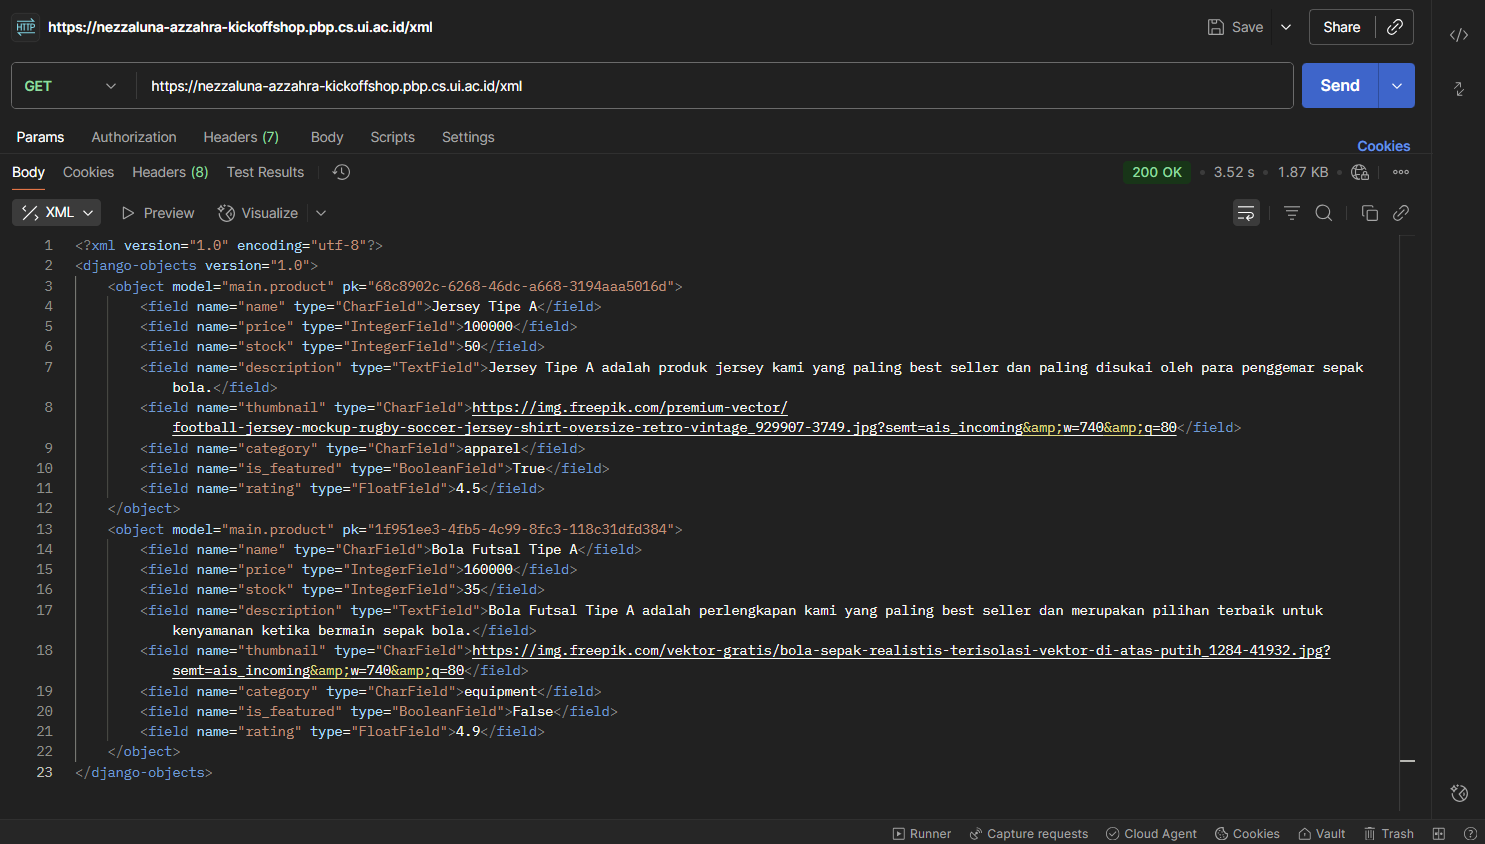 HTTP https://nezzaluna-azzahra-kickoffshop.pbp.cs.ui.ac.id/xml Save Share
GET https://nezzaluna-azzahra-kickoffshop.pbp.cs.ui.ac.id/xml Send
Params Authorization Headers (7) Body Scripts Settings Cookies
Body Cookies Headers (8) Test Results 200 OK • 3.52 s • 1.87 KB •
XML Preview Visualize
1 <?xml version="1.0" encoding="utf-8"?>
2 <django-objects version="1.0">
3 <object model="main.product" pk="68c8902c-6268-46dc-a668-3194aaa5016d">
4 <field name="name" type="CharField">Jersey Tipe A</field>
5 <field name="price" type="IntegerField">100000</field>
6 <field name="stock" type="IntegerField">50</field>
7 <field name="description" type="TextField">Jersey Tipe A adalah produk jersey kami yang paling best seller dan paling disukai oleh para penggemar sepak
bola.</field>
8 <field name="thumbnail" type="CharField">https://img.freepik.com/premium-vector/
football-jersey-mockup-rugby-soccer-jersey-shirt-oversize-retro-vintage_929907-3749.jpg?semt=ais_incoming&amp;w=740&amp;q=80</field>
9 <field name="category" type="CharField">apparel</field>
10 <field name="is_featured" type="BooleanField">True</field>
11 <field name="rating" type="FloatField">4.5</field>
12 </object>
13 <object model="main.product" pk="1f951ee3-4fb5-4c99-8fc3-118c31dfd384">
14 <field name="name" type="CharField">Bola Futsal Tipe A</field>
15 <field name="price" type="IntegerField">160000</field>
16 <field name="stock" type="IntegerField">35</field>
17 <field name="description" type="TextField">Bola Futsal Tipe A adalah perlengkapan kami yang paling best seller dan merupakan pilihan terbaik untuk
kenyamanan ketika bermain sepak bola.</field>
18 <field name="thumbnail" type="CharField">https://img.freepik.com/vektor-gratis/bola-sepak-realistis-terisolasi-vektor-di-atas-putih_1284-41932.jpg?
semt=ais_incoming&amp;w=740&amp;q=80</field>
19 <field name="category" type="CharField">equipment</field>
20 <field name="is_featured" type="BooleanField">False</field>
21 <field name="rating" type="FloatField">4.9</field>
22 </object>
23 </django-objects>
Runner Capture requests Cloud Agent Cookies Vault Trash